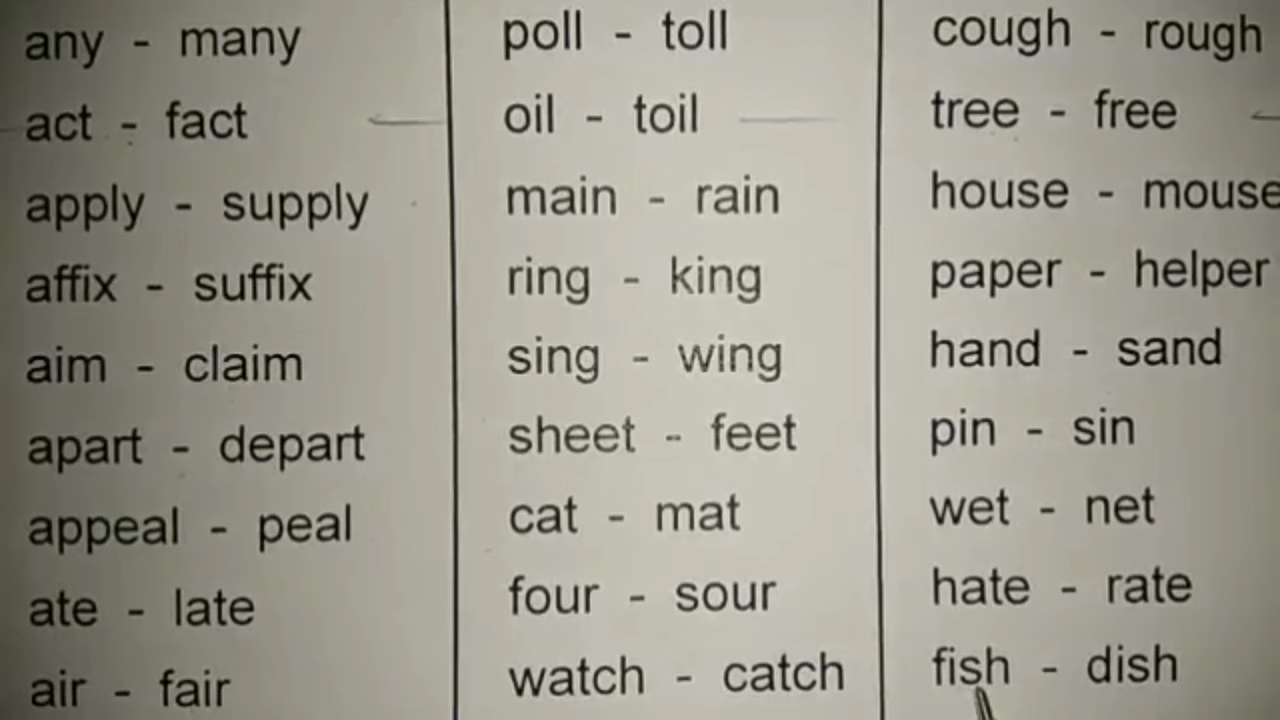 any - many
act - fact
apply - supply
affix - suffix
aim - claim
apart - depart
appeal - peal
ate - late
air - fair
poll - toll
oil - toil
main - rain
ring - king
sing - wing
sheet - feet
cat - mat
four - sour
watch - catch
cough - rough
tree - free
house - mouse
paper - helper
hand - sand
pin - sin
wet - net
hate - rate
fish - dish